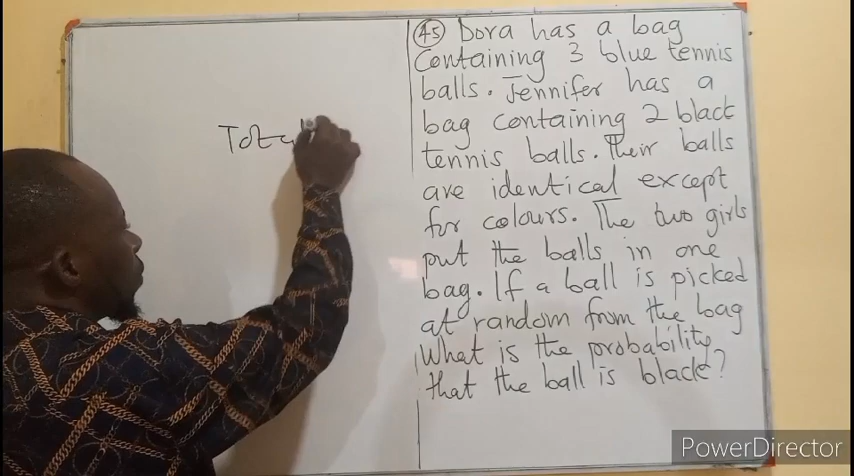 Total
45 Dora has a bag
containing 3 blue tennis
balls. Jennifer has a
bag containing 2 black
tennis balls. Their balls
are identical except
for colours. The two girls
put the balls in one
bag. If a ball is picked
at random from the bag
What is the probability
that the ball is black?
PowerDirector